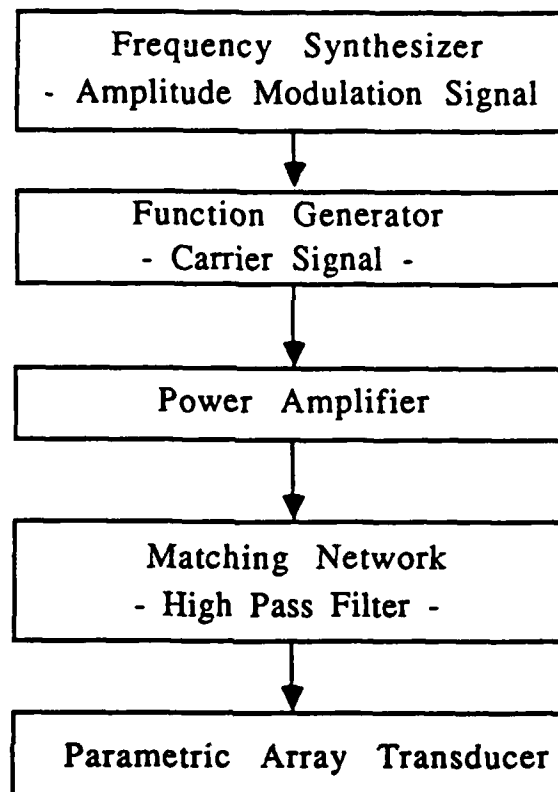 Frequency Synthesizer
- Amplitude Modulation Signal
Function Generator
- Carrier Signal -
Power Amplifier
Matching Network
- High Pass Filter -
Parametric Array Transducer